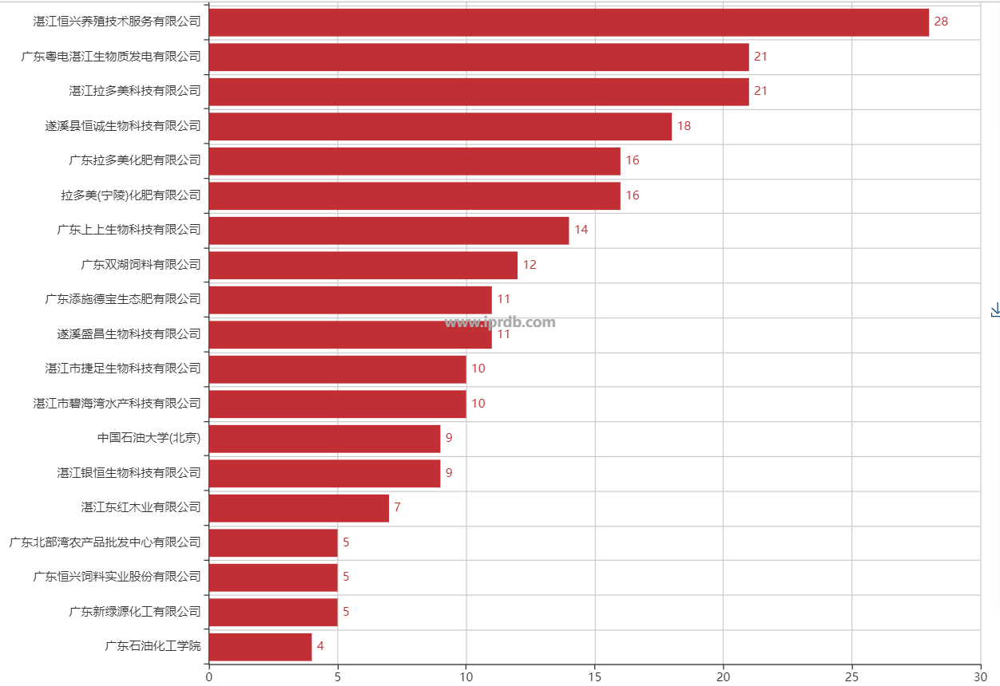 湛江恒兴养殖技术服务有限公司 28
广东粤电湛江生物质发电有限公司 21
湛江拉多美科技有限公司 21
遂溪县恒诚生物科技有限公司 18
广东拉多美化肥有限公司 16
拉多美(宁陵)化肥有限公司 16
广东上上生物科技有限公司 14
广东双湖饲料有限公司 12
广东添施德宝生态肥有限公司 11
www.iprdb.com
遂溪盛昌生物科技有限公司 11
湛江市捷足生物科技有限公司 10
湛江市碧海湾水产科技有限公司 10
中国石油大学(北京) 9
湛江银恒生物科技有限公司 9
湛江东红木业有限公司 7
广东北部湾农产品批发中心有限公司 5
广东恒兴饲料实业股份有限公司 5
广东新绿源化工有限公司 5
广东石油化工学院 4
0 5 10 15 20 25 30